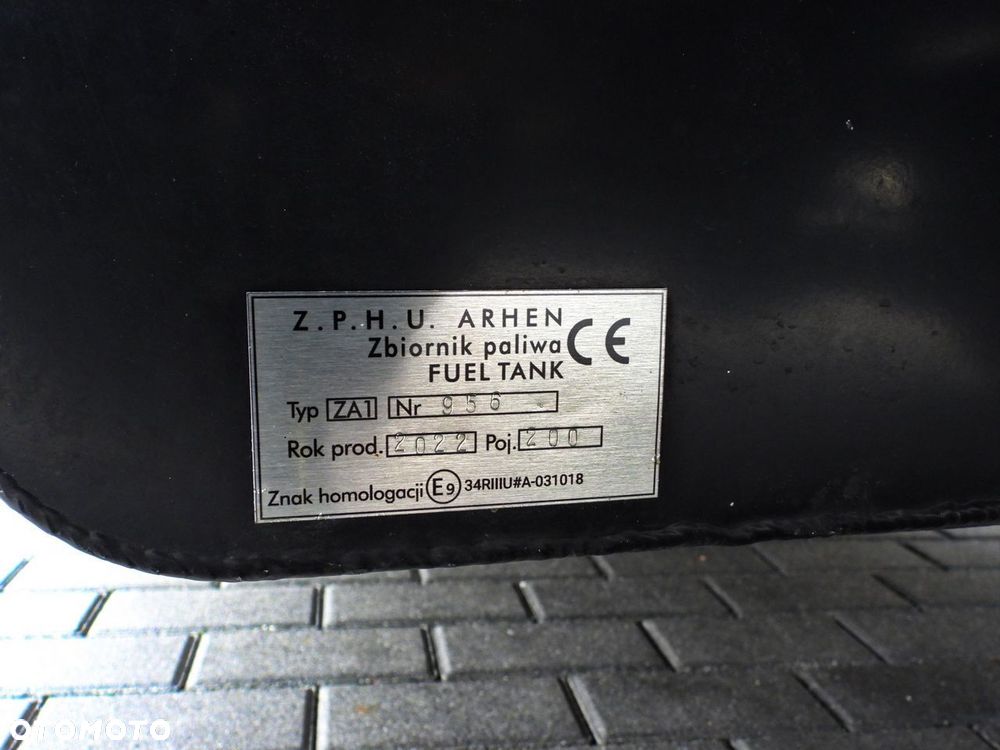 Z.P.H.U. ARHEN
Zbiornik paliwa CE
FUEL TANK
Typ ZA1 Nr 956
Rok prod. 2022 Poj. 200
Znak homologacji E9 34RIIIU#A-031018
OTOMOTO